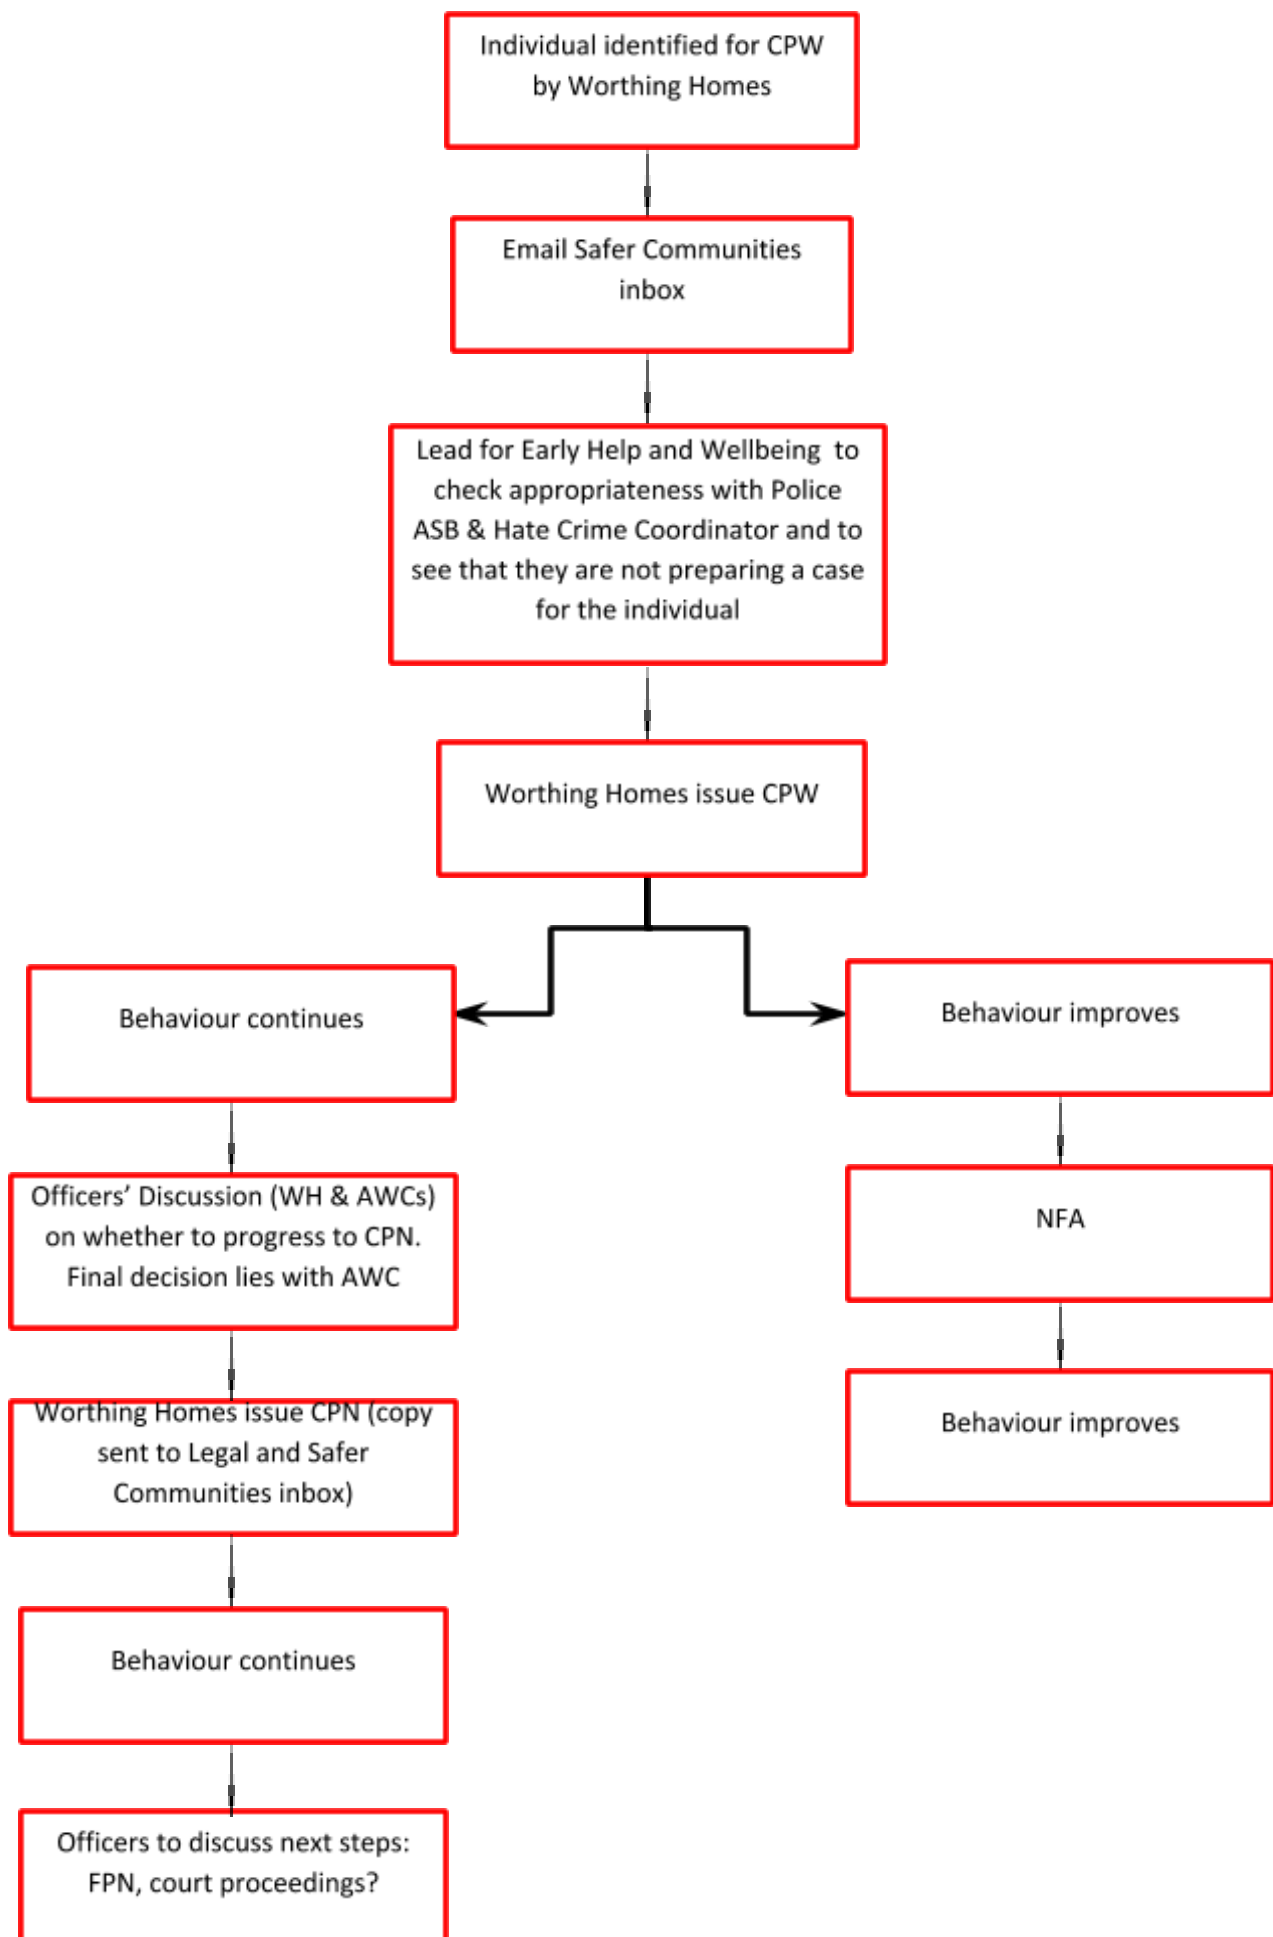 Individual identified for CPW
by Worthing Homes
Email Safer Communities
inbox
Lead for Early Help and Wellbeing  to
check appropriateness with Police
ASB & Hate Crime Coordinator and to
see that they are not preparing a case
for the individual
Worthing Homes issue CPW
Behaviour continues
Behaviour improves
Officers’ Discussion (WH & AWCs)
on whether to progress to CPN.
Final decision lies with AWC
NFA
Worthing Homes issue CPN (copy
sent to Legal and Safer
Communities inbox)
Behaviour improves
Behaviour continues
Officers to discuss next steps:
FPN, court proceedings?